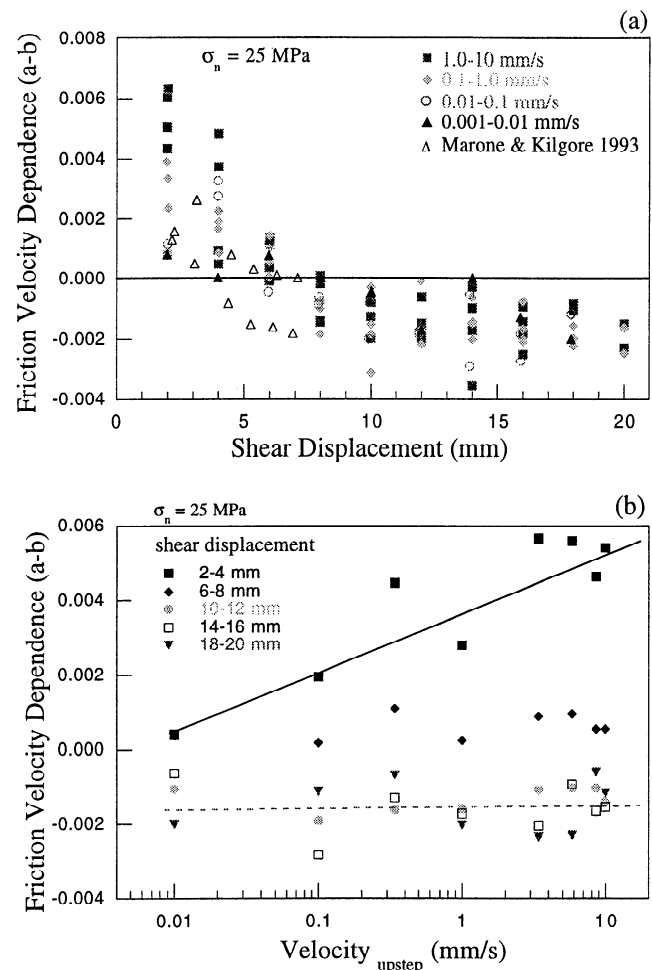 (a)
σn = 25 MPa
1.0-10 mm/s
0.1-1.0 mm/s
0.01-0.1 mm/s
0.001-0.01 mm/s
Marone & Kilgore 1993
Friction Velocity Dependence (a-b)
0.008
0.006
0.004
0.002
0.000
-0.002
-0.004
0
5
10
15
20
Shear Displacement (mm)
(b)
σn = 25 MPa
shear displacement
2-4 mm
6-8 mm
10-12 mm
14-16 mm
18-20 mm
Friction Velocity Dependence (a-b)
0.006
0.004
0.002
0.000
-0.002
-0.004
0.01
0.1
1
10
Velocity upstep (mm/s)